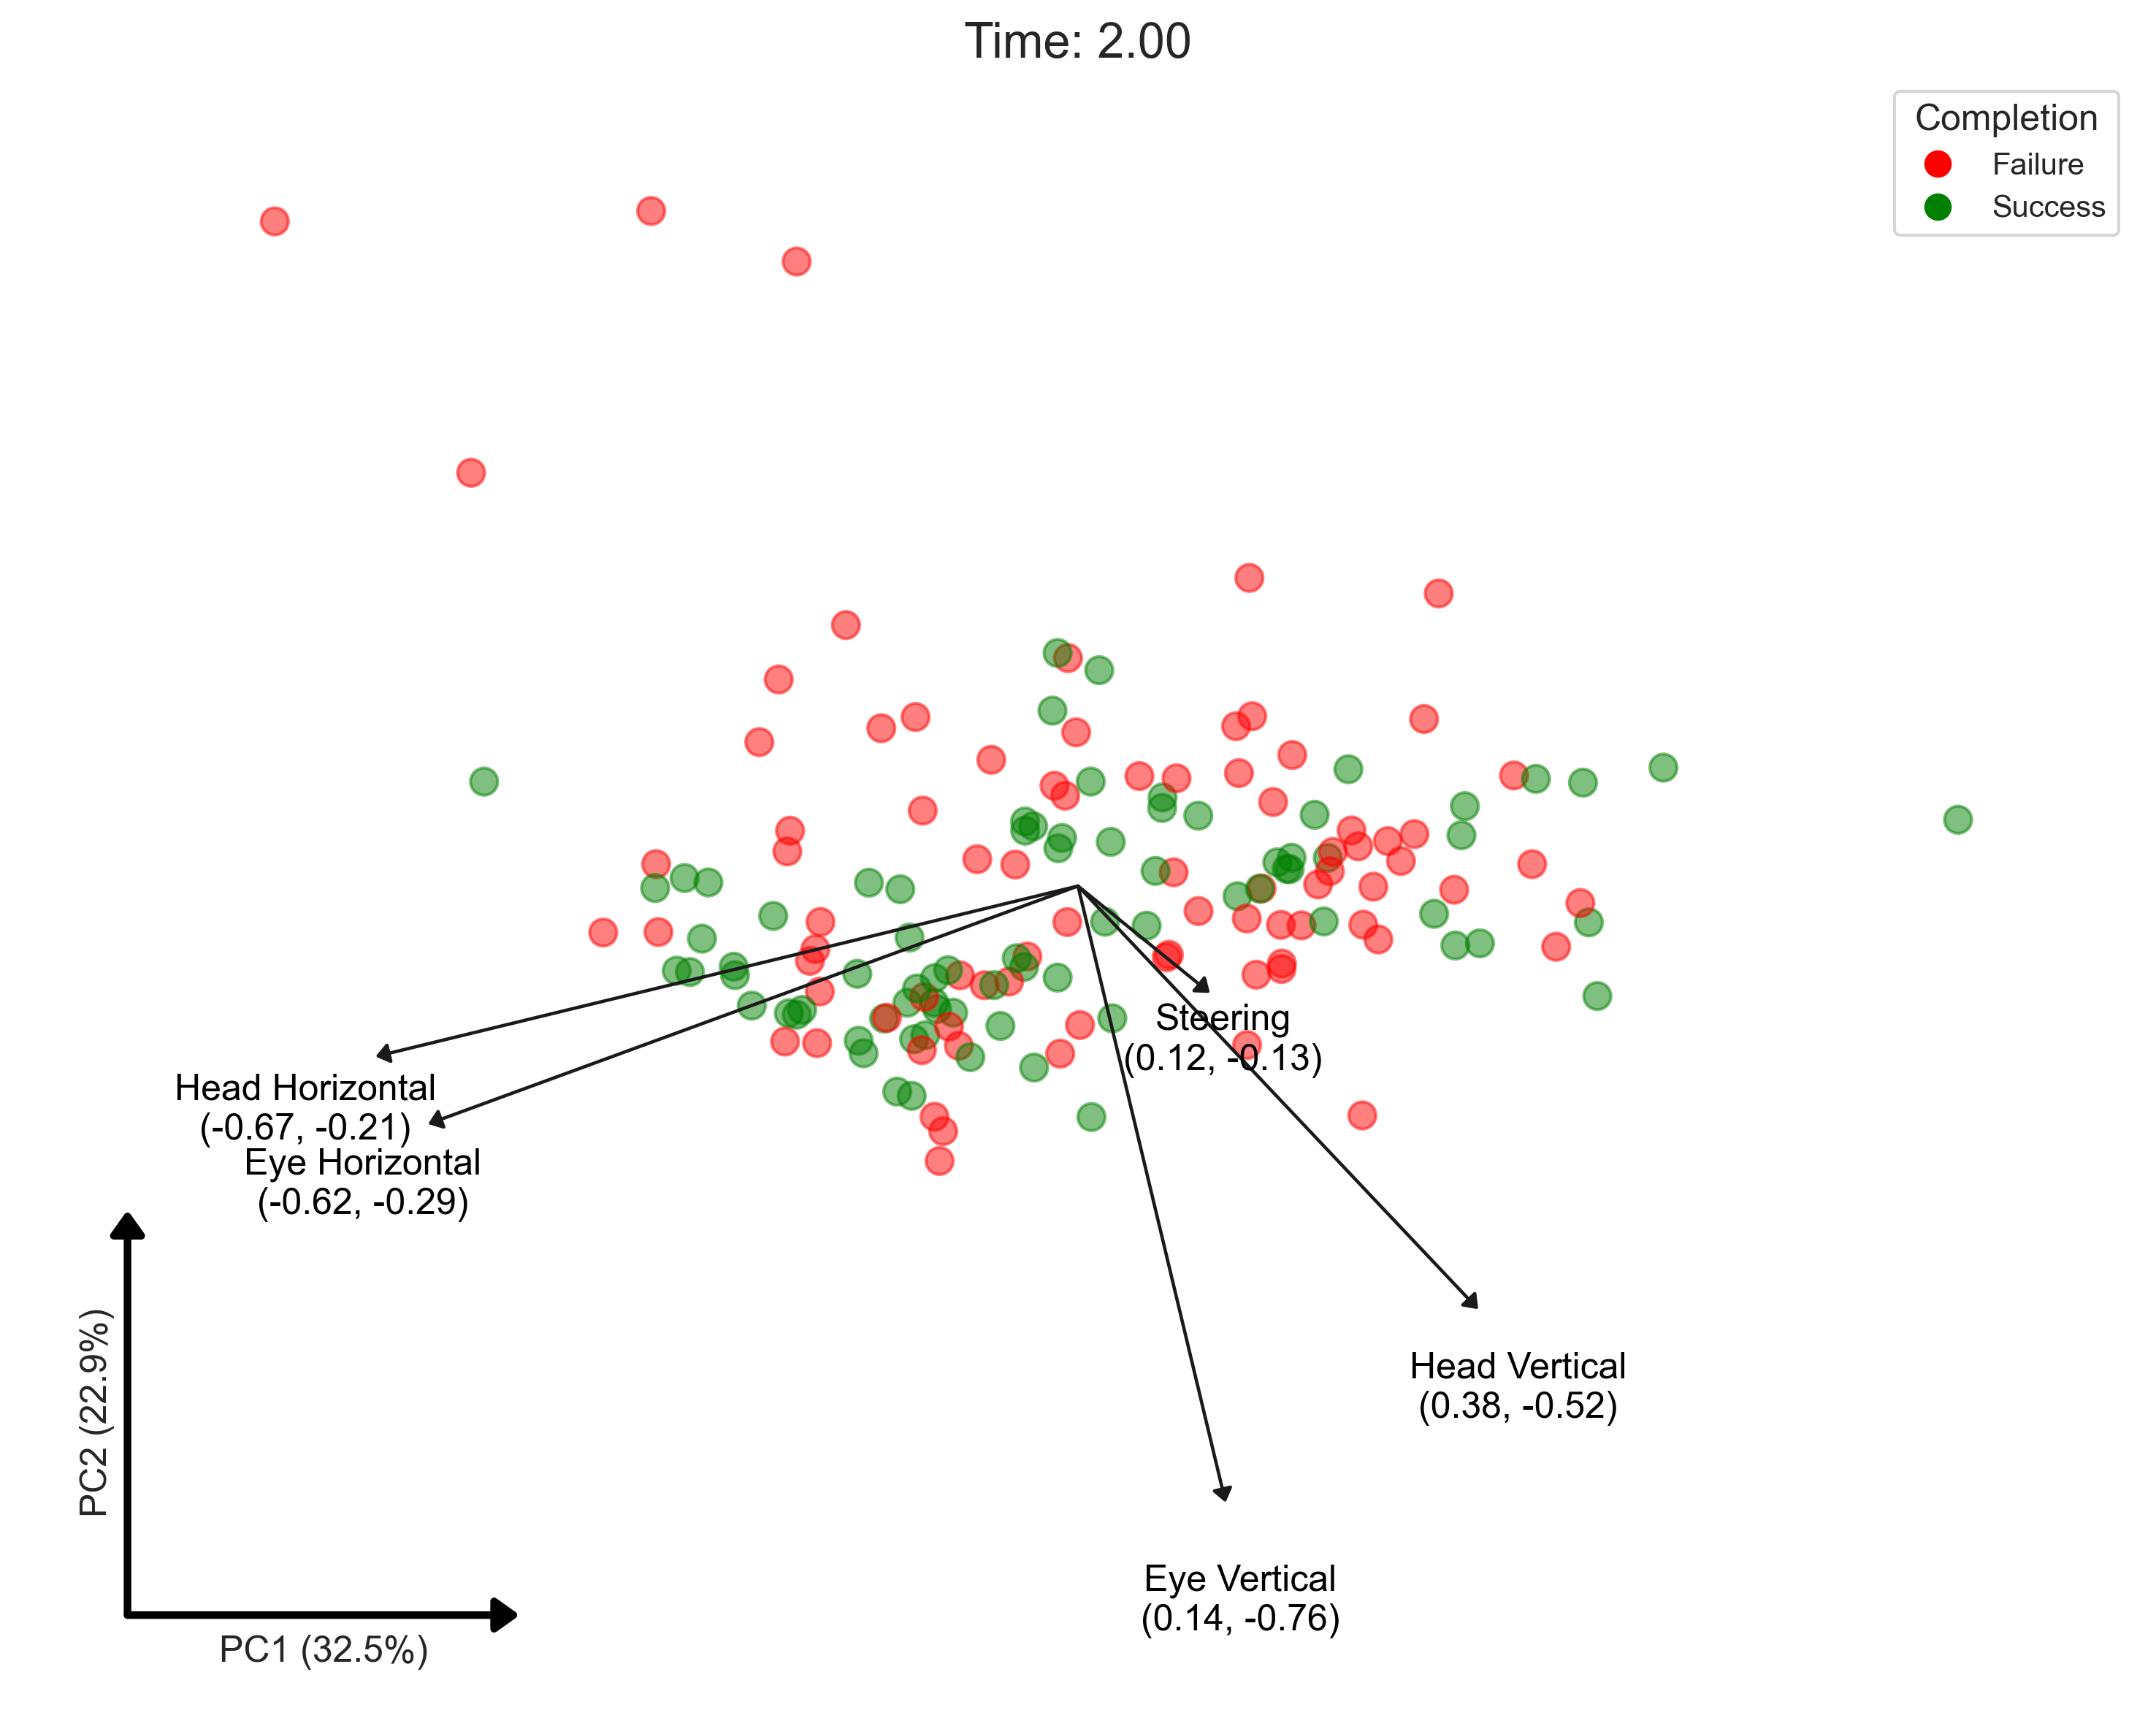 Time: 2.00
Completion
Failure
Success
Steering
(0.12, -0.13)
Head Horizontal
(-0.67, -0.21)
Eye Horizontal
(-0.62, -0.29)
Head Vertical
(0.38, -0.52)
Eye Vertical
(0.14, -0.76)
PC2 (22.9%)
PC1 (32.5%)